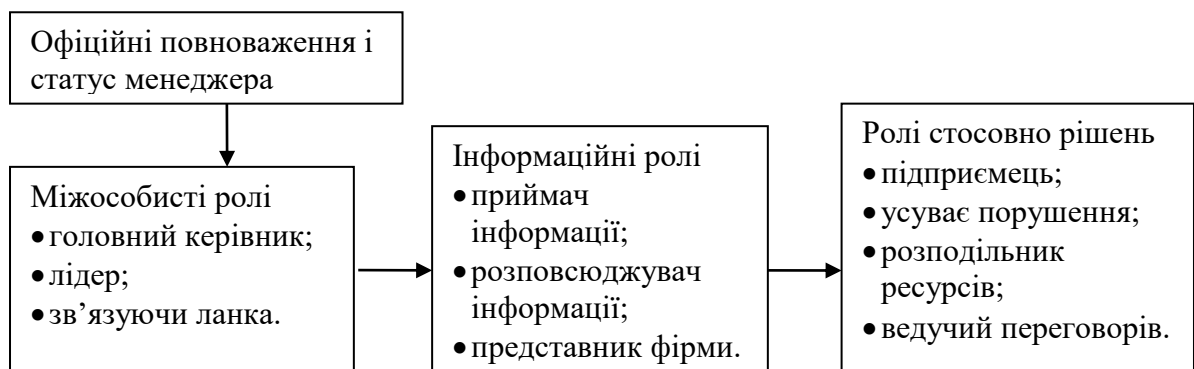 Офіційні повноваження і
статус менеджера
Міжособисті ролі
• головний керівник;
• лідер;
• зв’язуючи ланка.
Інформаційні ролі
• приймач
інформації;
• розповсюджувач
інформації;
• представник фірми.
Ролі стосовно рішень
• підприємець;
• усуває порушення;
• розподільник
ресурсів;
• ведучий переговорів.